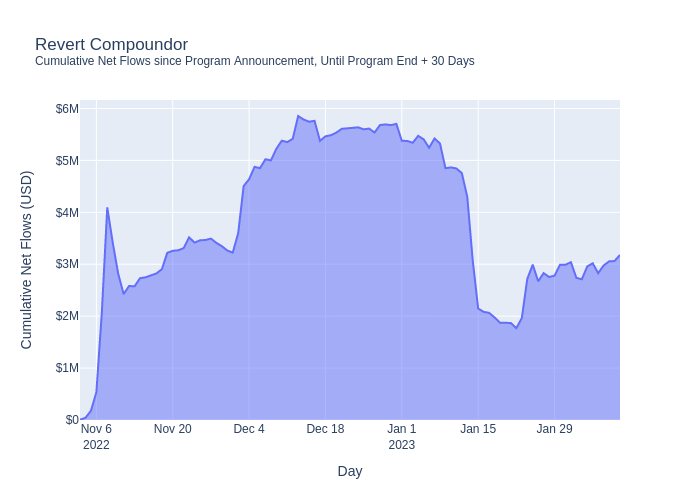 Revert Compoundor
Cumulative Net Flows since Program Announcement, Until Program End + 30 Days
Cumulative Net Flows (USD)
$6M
$5M
$4M
$3M
$2M
$1M
$0
Nov 6 Nov 20 Dec 4 Dec 18 Jan 1 Jan 15 Jan 29
2022 2023
Day